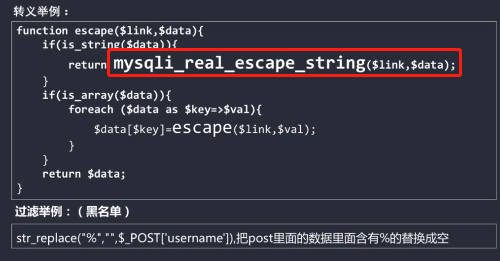 转义举例：
function escape($link,$data){
if(is_string($data)){
return mysqli_real_escape_string($link,$data);
}
if(is_array($data)){
foreach ($data as $key=>$val){
$data[$key]=escape($link,$val);
}
}
return $data;
}
过滤举例：（黑名单）
str_replace("%","",$_POST['username']),把post里面的数据里面含有%的替换成空